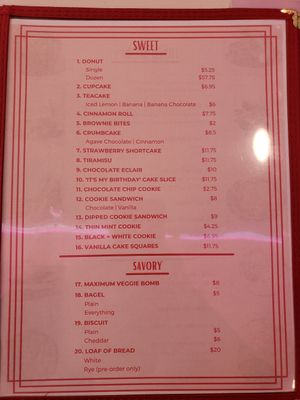 SWEET
1. DONUT
Single $5.25
Dozen $57.75
2. CUPCAKE $6.95
3. TEACAKE
Iced Lemon | Banana | Banana Chocolate $6
4. CINNAMON ROLL $7.75
5. BROWNIE BITES $2
6. CRUMBCAKE $8.5
Agave Chocolate | Cinnamon
7. STRAWBERRY SHORTCAKE $11.75
8. TIRAMISU $11.75
9. CHOCOLATE ECLAIR $10
10. 'IT'S MY BIRTHDAY!' CAKE SLICE $11.75
11. CHOCOLATE CHIP COOKIE $2.75
12. COOKIE SANDWICH $8
Chocolate | Vanilla
13. DIPPED COOKIE SANDWICH $9
14. THIN MINT COOKIE $4.25
15. BLACK + WHITE COOKIE
16. VANILLA CAKE SQUARES $11.75
SAVORY
17. MAXIMUM VEGGIE BOMB $8
18. BAGEL $5
Plain
Everything
19. BISCUIT
Plain $5
Cheddar $6
20. LOAF OF BREAD $20
White
Rye (pre-order only)